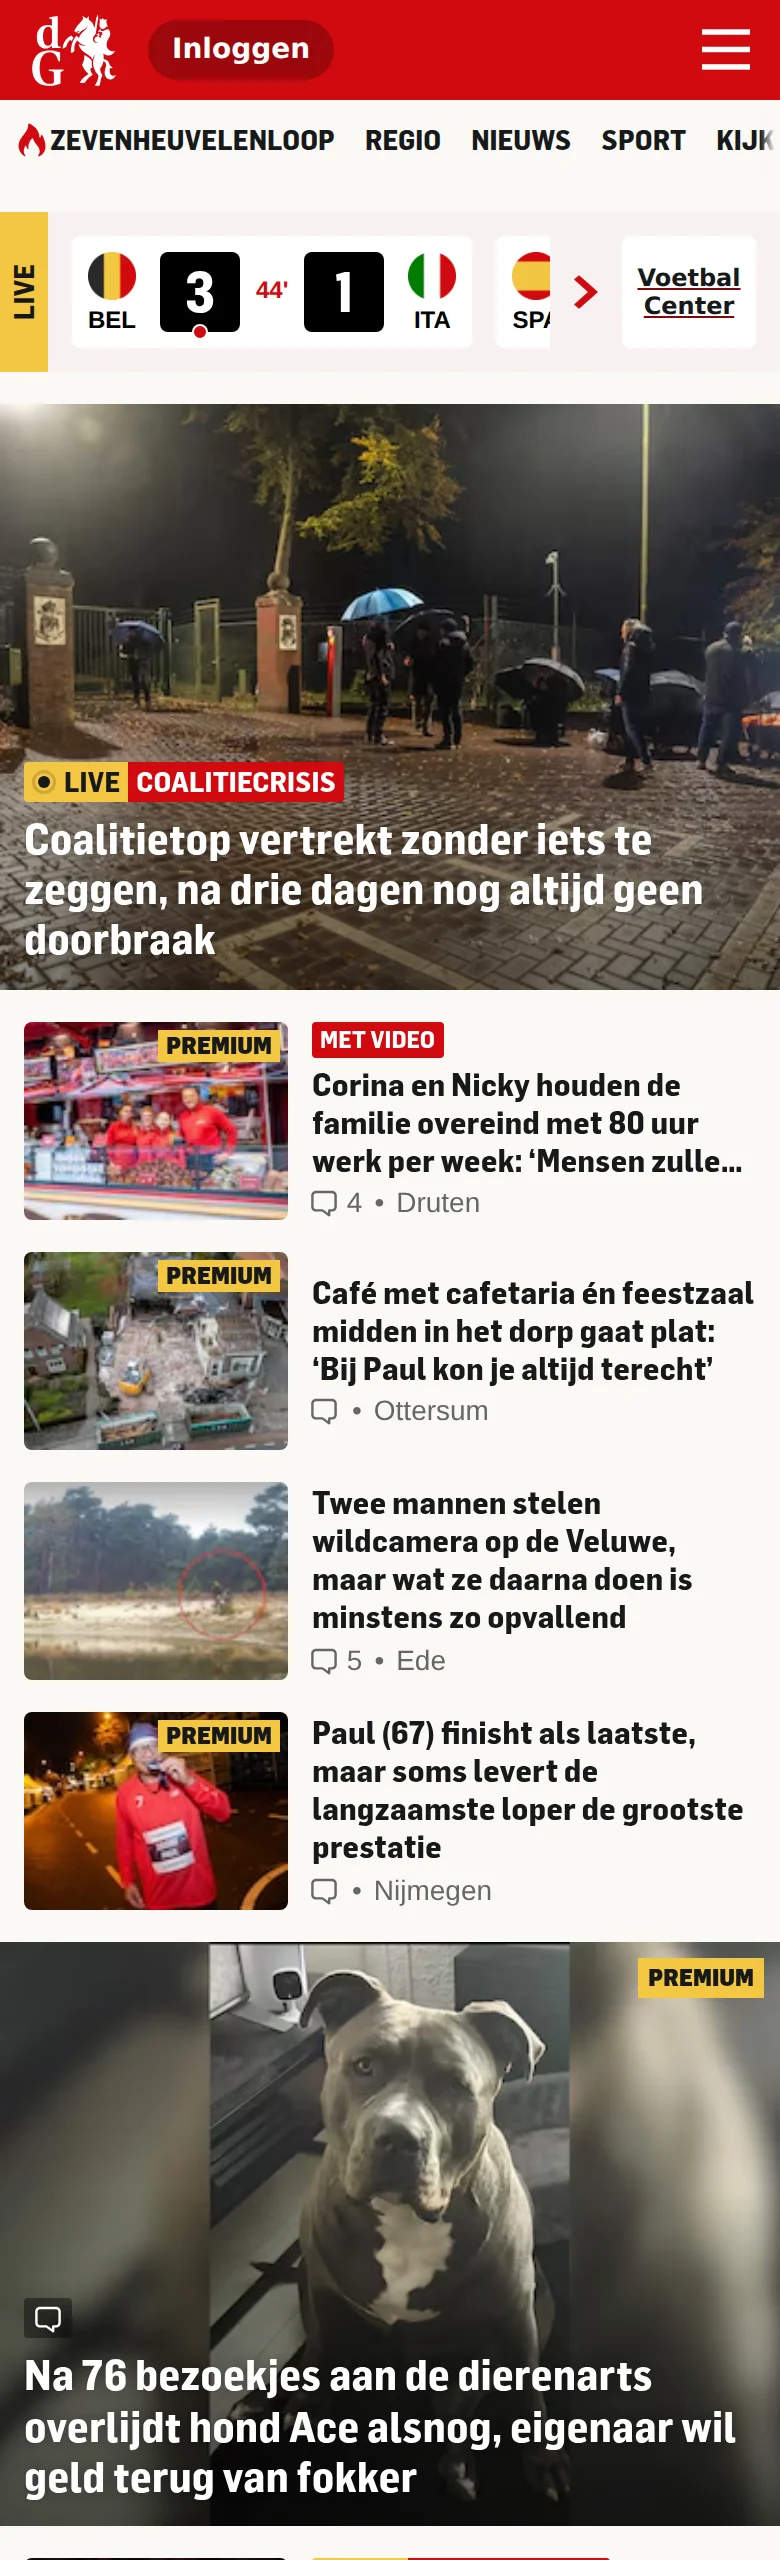 dG
Inloggen
ZEVENHEUVELENLOOP REGIO NIEUWS SPORT KIJK
LIVE
BEL 3 44' 1 ITA
SPA
Voetbal
Center
LIVE COALITIECRISIS
Coalitietop vertrekt zonder iets te
zeggen, na drie dagen nog altijd geen
doorbraak
PREMIUM
MET VIDEO
Corina en Nicky houden de
familie overeind met 80 uur
werk per week: ‘Mensen zulle...
4 • Druten
PREMIUM
Café met cafetaria én feestzaal
midden in het dorp gaat plat:
‘Bij Paul kon je altijd terecht’
• Ottersum
Twee mannen stelen
wildcamera op de Veluwe,
maar wat ze daarna doen is
minstens zo opvallend
5 • Ede
PREMIUM
Paul (67) finisht als laatste,
maar soms levert de
langzaamste loper de grootste
prestatie
• Nijmegen
PREMIUM
Na 76 bezoekjes aan de dierenarts
overlijdt hond Ace alsnog, eigenaar wil
geld terug van fokker